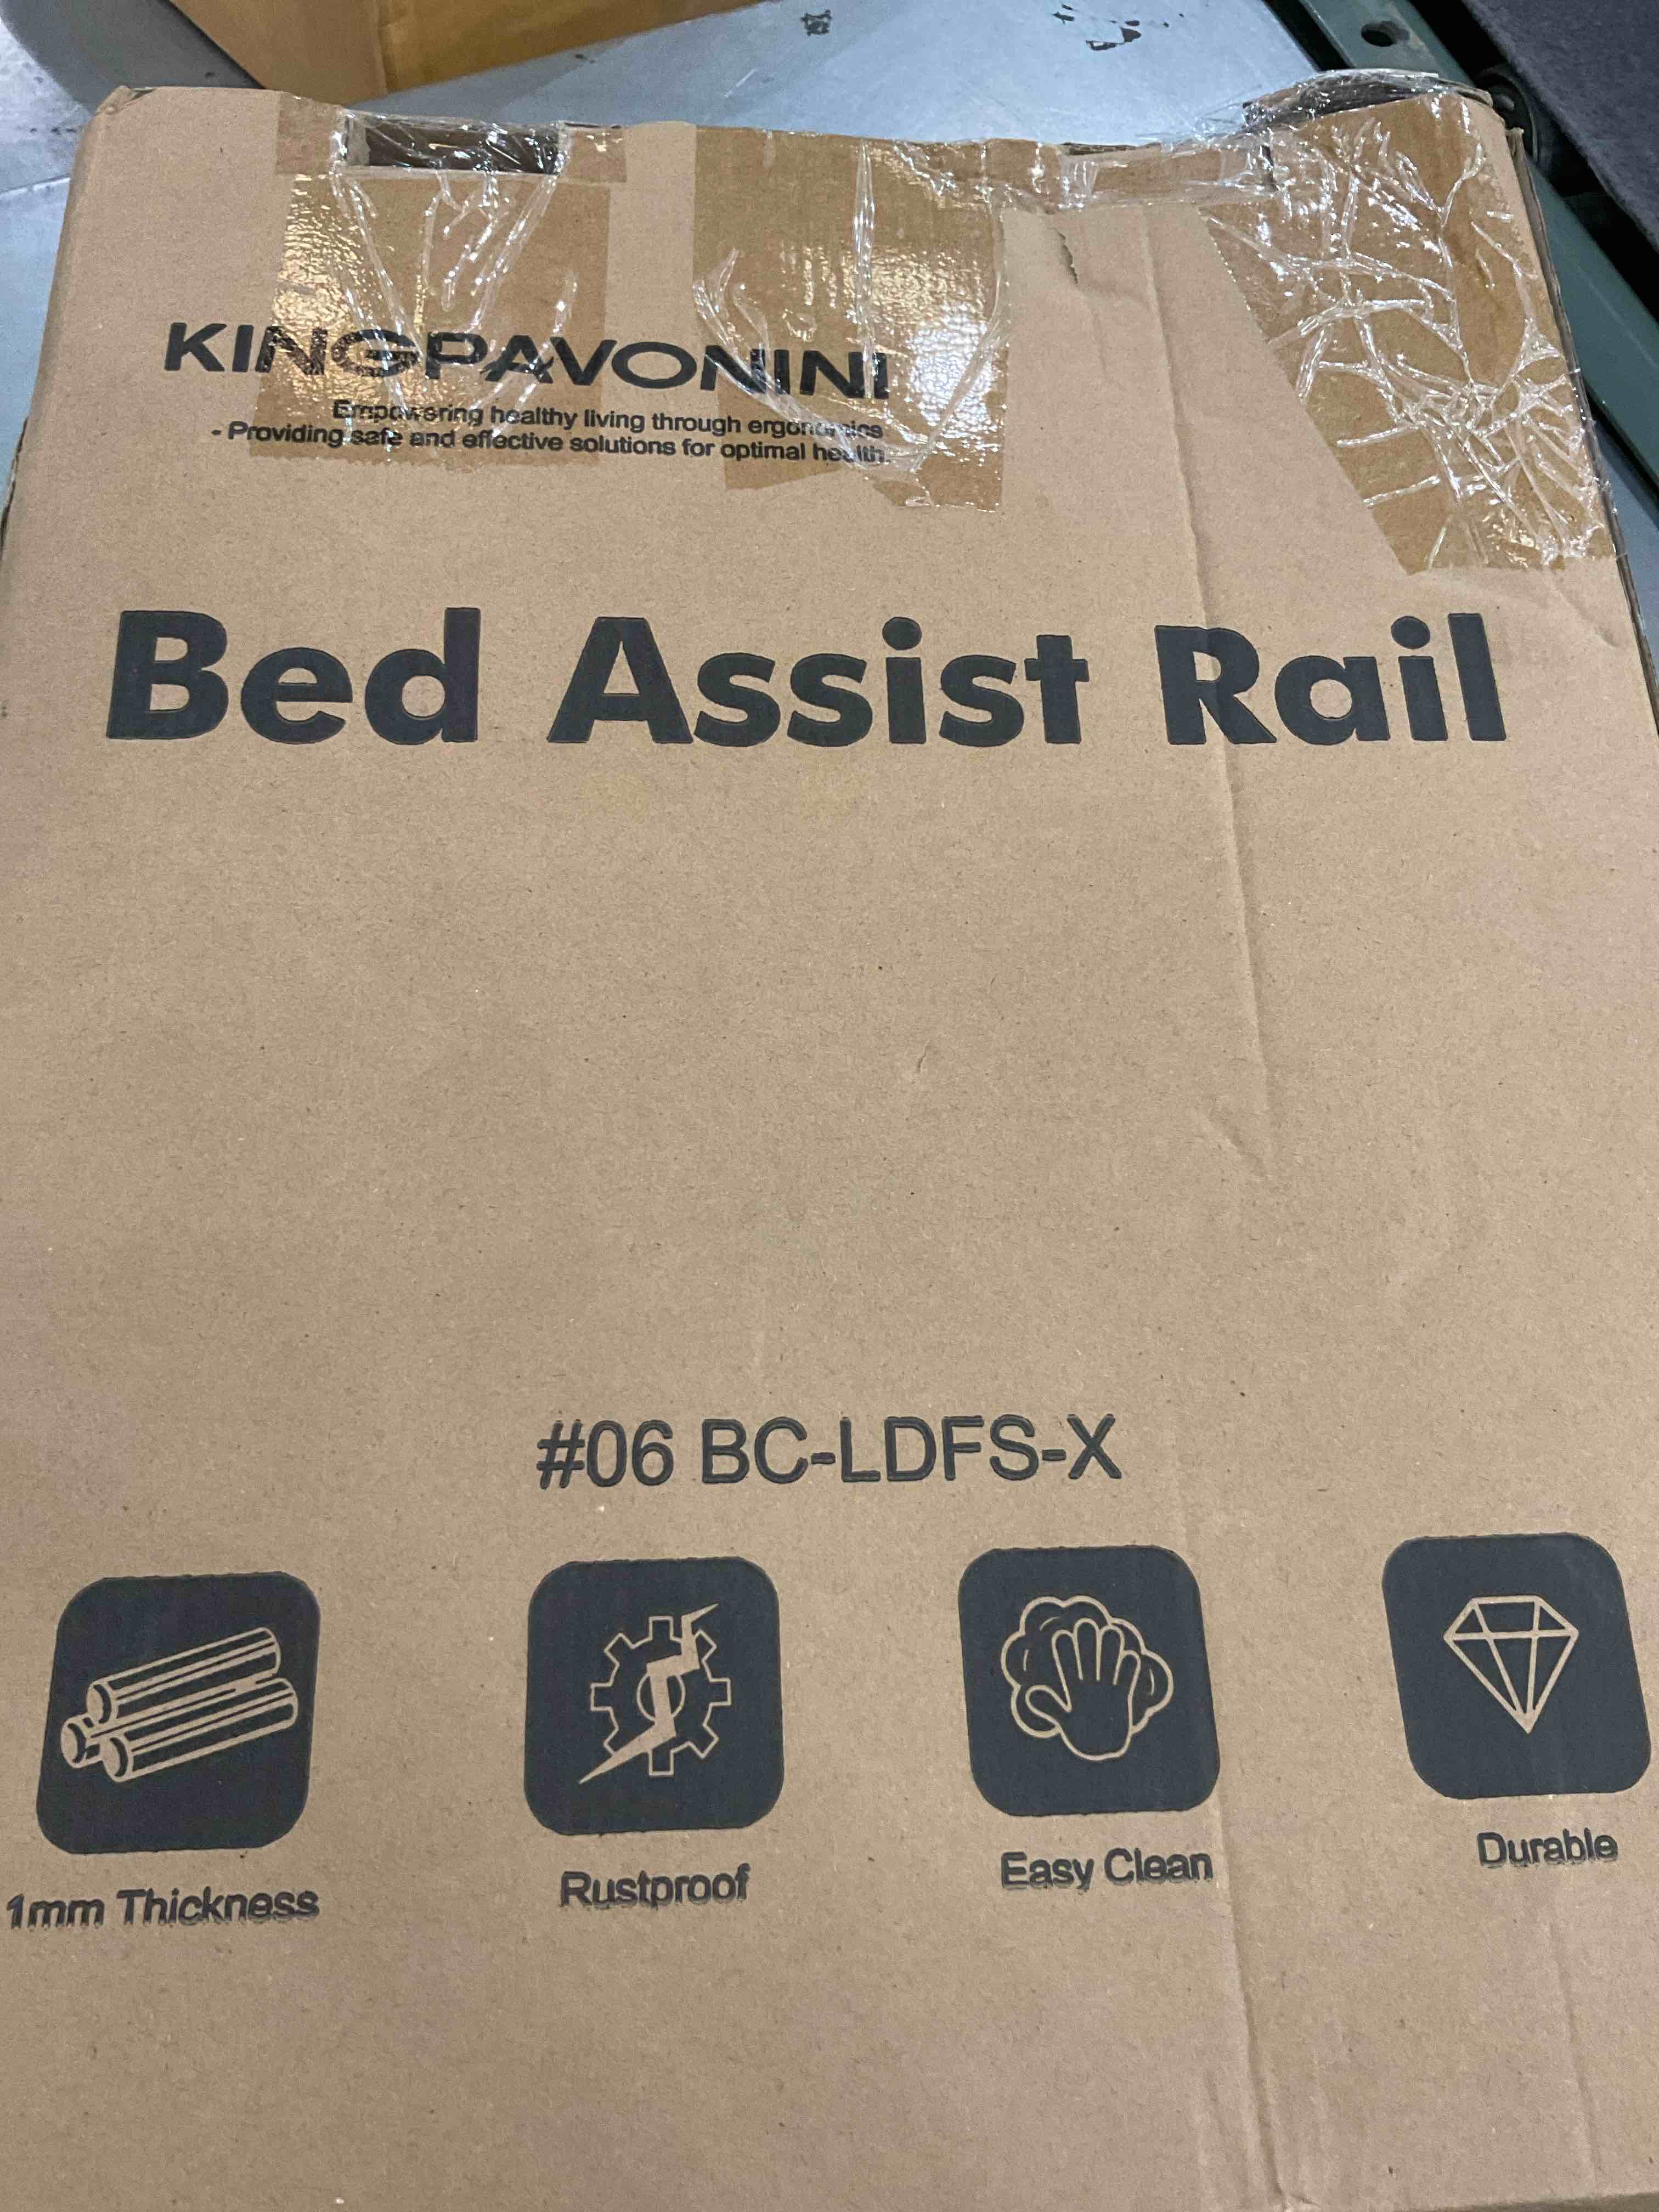 KINGPAVONINI
Empowering healthy living through ergonomics
- Providing safe and effective solutions for optimal health.
Bed Assist Rail
#06 BC-LDFS-X
1mm Thickness
Rustproof
Easy Clean
Durable